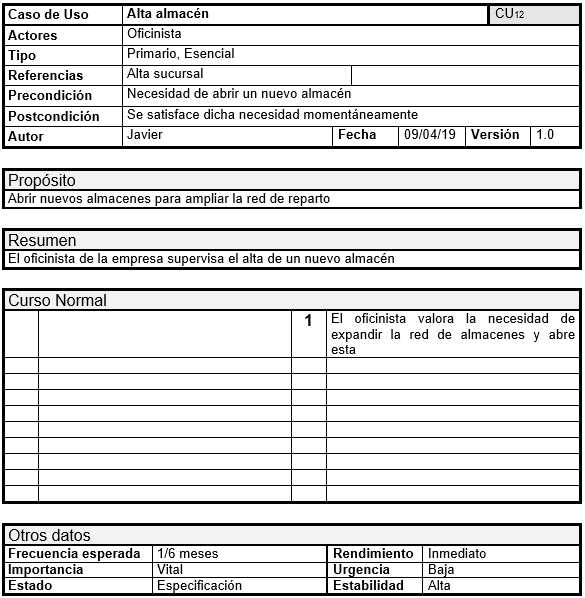 Caso de Uso Alta almacén CU12
Actores Oficinista
Tipo Primario, Esencial
Referencias Alta sucursal
Precondición Necesidad de abrir un nuevo almacén
Postcondición Se satisface dicha necesidad momentáneamente
Autor Javier Fecha 09/04/19 Versión 1.0
Propósito
Abrir nuevos almacenes para ampliar la red de reparto
Resumen
El oficinista de la empresa supervisa el alta de un nuevo almacén
Curso Normal
1 El oficinista valora la necesidad de
expandir la red de almacenes y abre
esta
Otros datos
Frecuencia esperada 1/6 meses Rendimiento Inmediato
Importancia Vital Urgencia Baja
Estado Especificación Estabilidad Alta